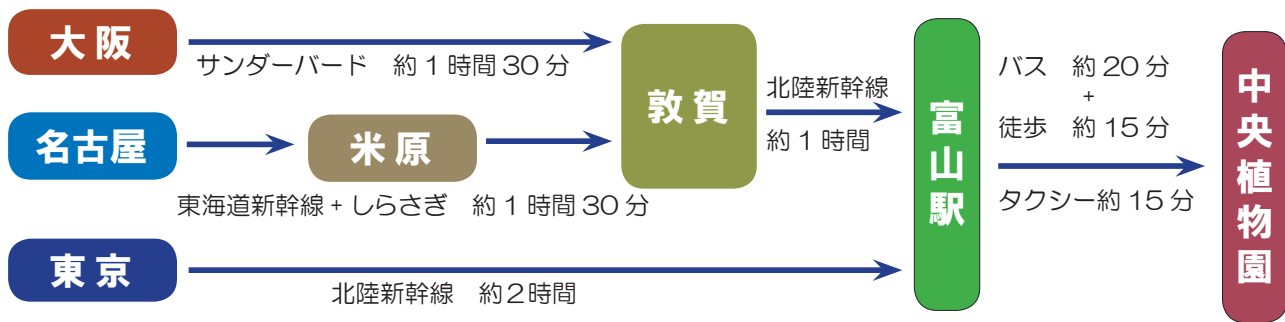 大阪
サンダーバード 約1時間30分
名古屋
米原
東海道新幹線 + しらさぎ 約1時間30分
敦賀
北陸新幹線
約1時間
東京
北陸新幹線 約2時間
富山駅
バス 約20分
+
徒歩 約15分
タクシー約15分
中央植物園